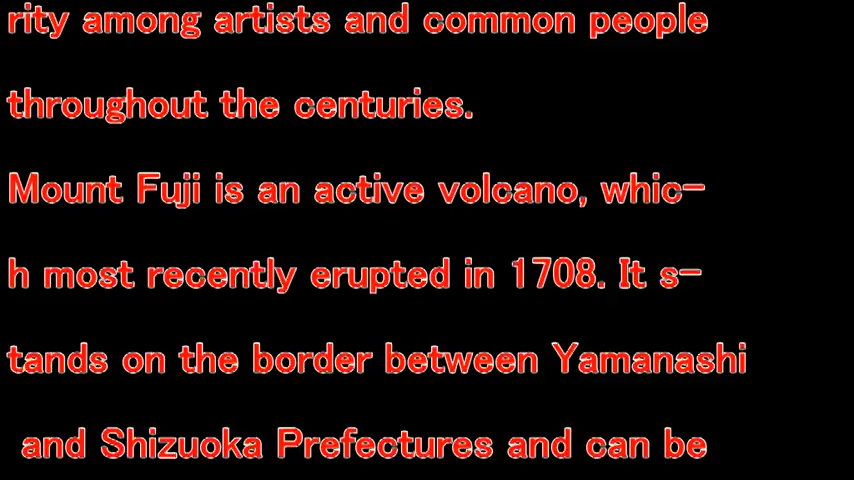 rity among artists and common people
throughout the centuries.
Mount Fuji is an active volcano, whic-
h most recently erupted in 1708. It s-
tands on the border between Yamanashi
and Shizuoka Prefectures and can be